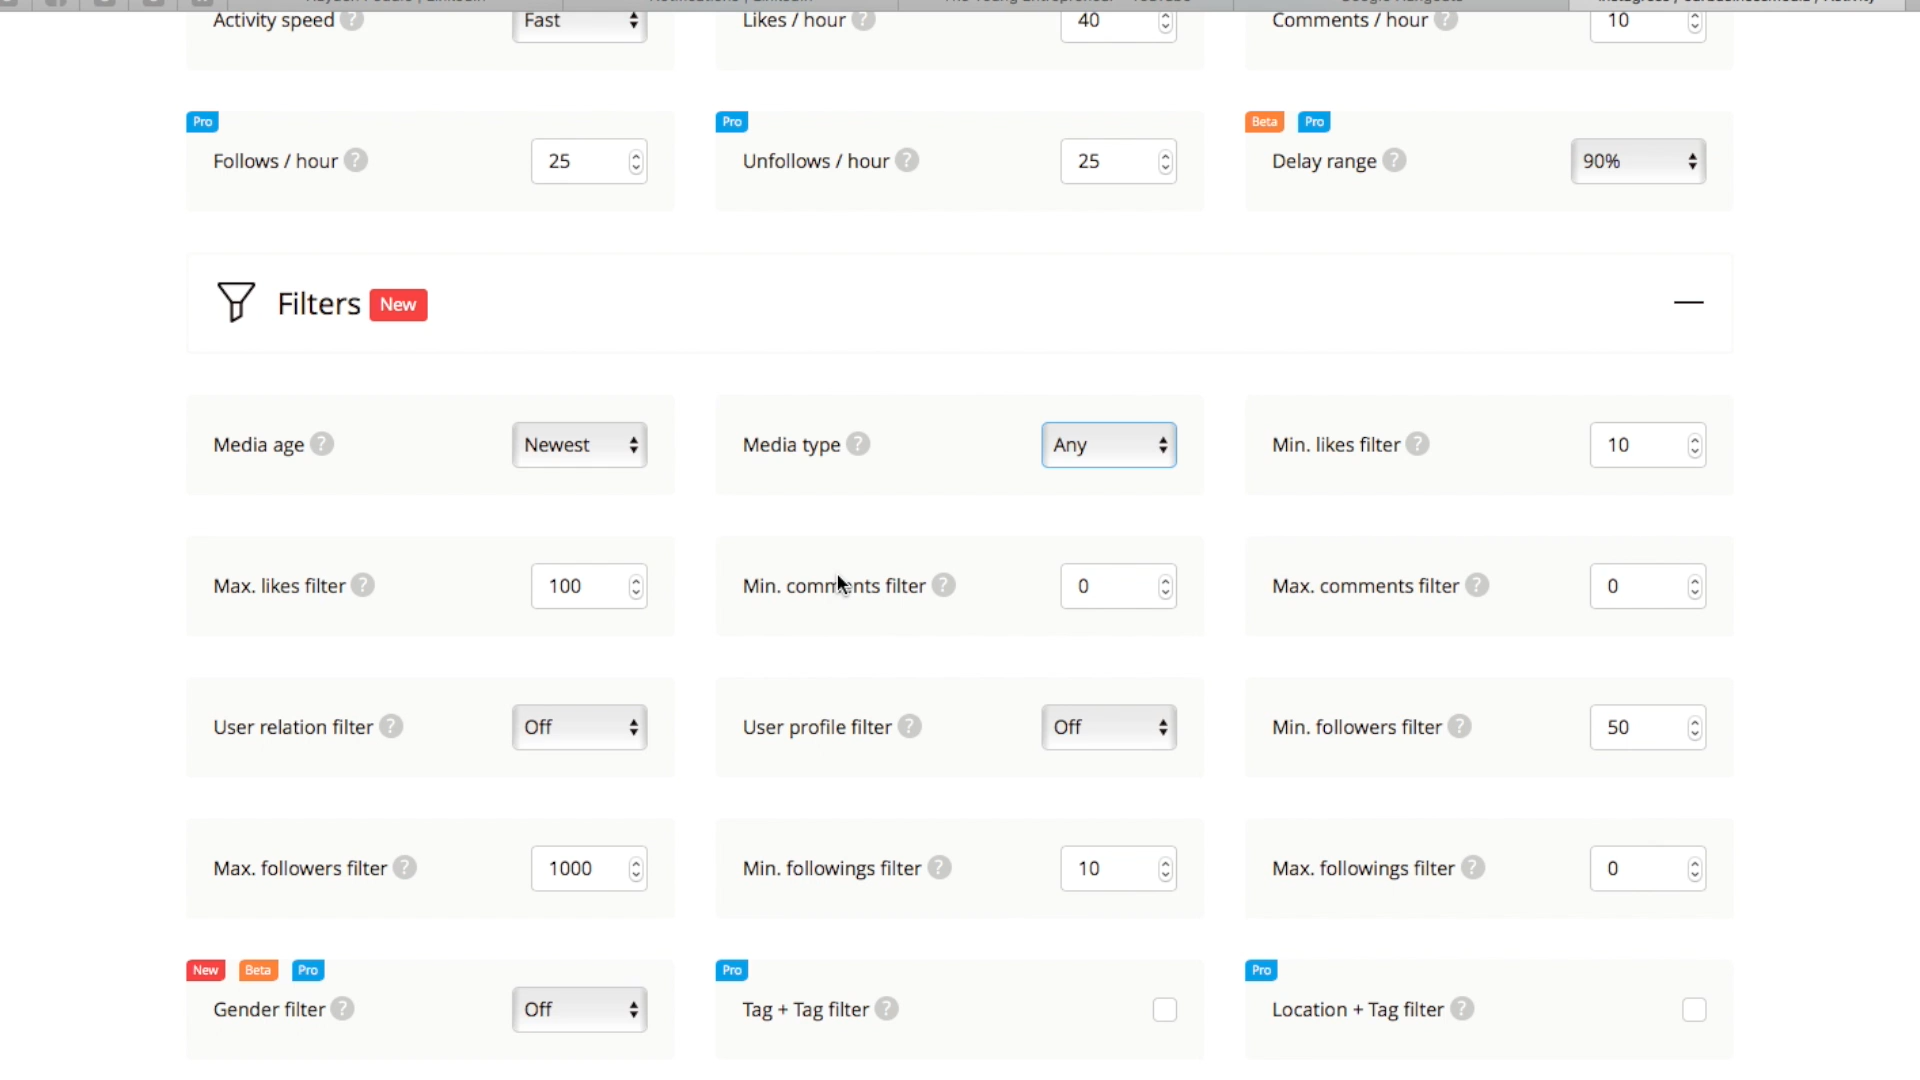 Activity speed ? Fast Likes / hour ? 40 Comments / hour ? 10
Pro Pro Beta Pro
Follows / hour ? 25 Unfollows / hour ? 25 Delay range ? 90%
Filters New
Media age ? Newest Media type ? Any Min. likes filter ? 10
Max. likes filter ? 100 Min. comments filter ? 0 Max. comments filter ? 0
User relation filter ? Off User profile filter ? Off Min. followers filter ? 50
Max. followers filter ? 1000 Min. followings filter ? 10 Max. followings filter ? 0
New Beta Pro Pro Pro
Gender filter ? Off Tag + Tag filter ? Location + Tag filter ?